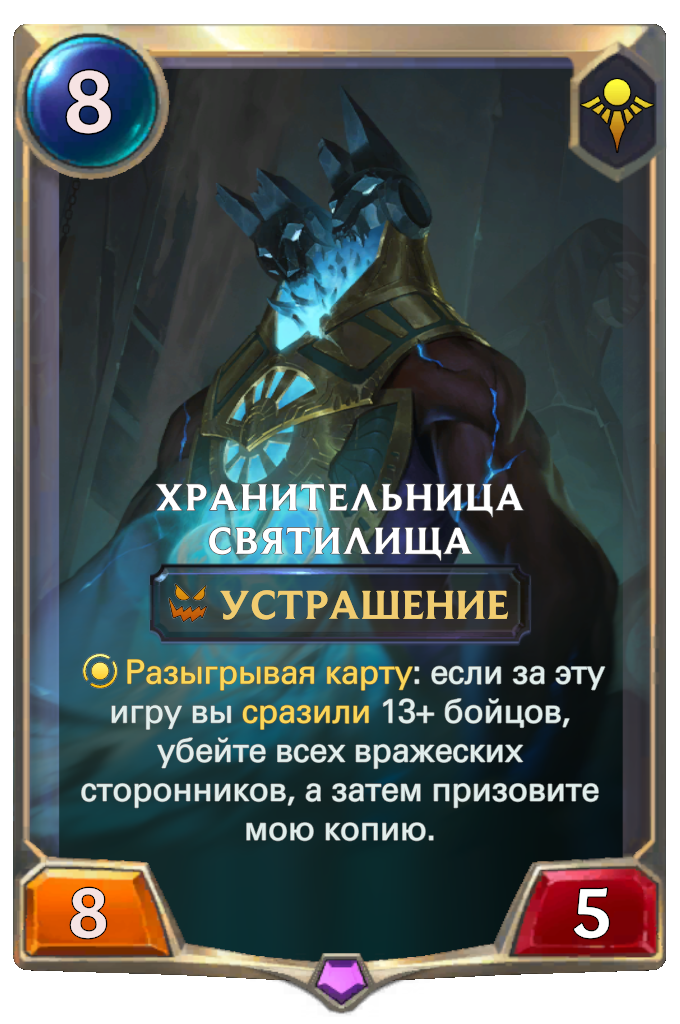 8
ХРАНИТЕЛЬНИЦА
СВЯТИЛИЩА
УСТРАШЕНИЕ
Разыгрывая карту: если за эту
игру вы сразили 13+ бойцов,
убейте всех вражеских
сторонников, а затем призовите
мою копию.
8
5